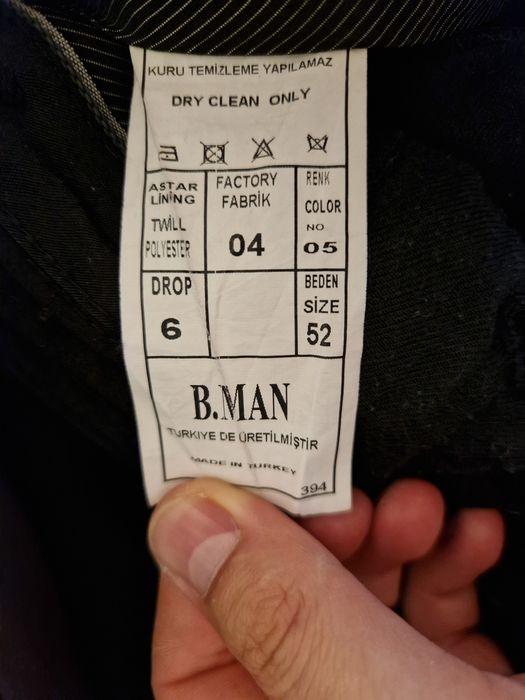 KURU TEMİZLEME YAPILAMAZ
DRY CLEAN ONLY
ASTAR
LINING
TWILL
POLYESTER
FACTORY
FABRİK
04
RENK
COLOR
NO
05
DROP
6
BEDEN
SIZE
52
B.MAN
TURKIYE DE ÜRETİLMİŞTİR
MADE IN TURKEY
394